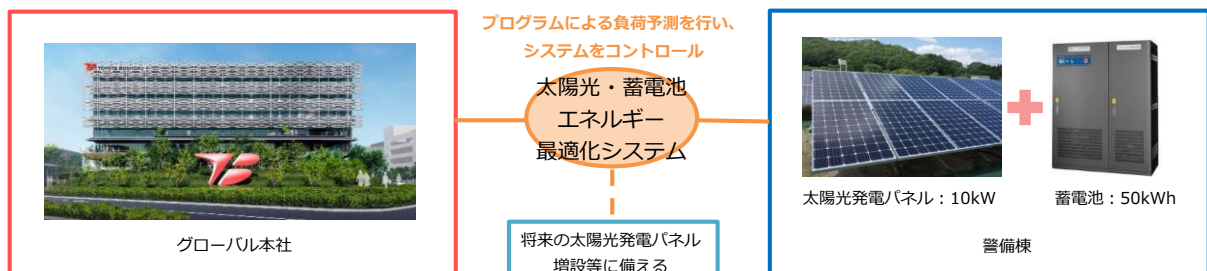 プログラムによる負荷予測を行い、
システムをコントロール
太陽光・蓄電池
エネルギー
最適化システム
TOYOTA BOSHOKU
太陽光発電パネル：10kW
蓄電池：50kWh
グローバル本社
将来の太陽光発電パネル
増設等に備える
警備棟